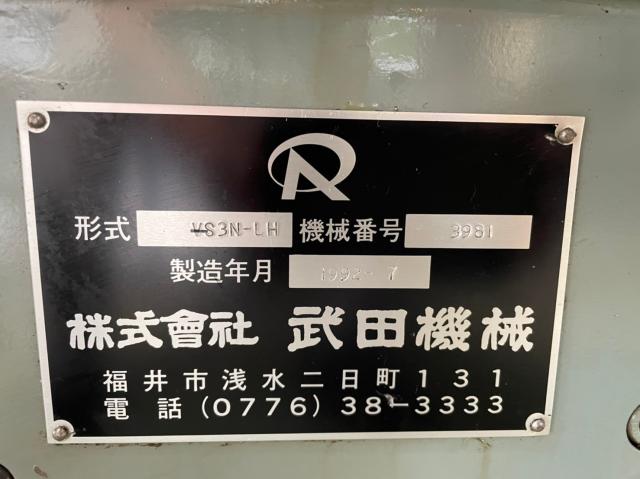 形式 VS3N-LH 機械番号 3981
製造年月 1992-7
株式會社 武田機械
福井市浅水二日町131
電話(0776)38-3333